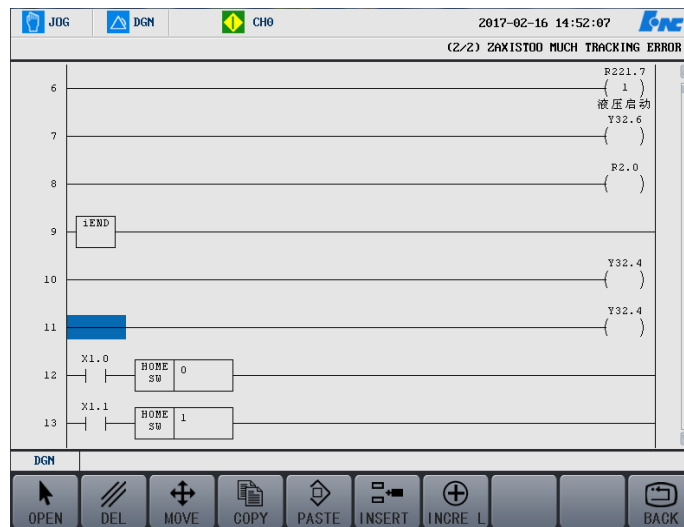 JOG DGN CH0 2017-02-16 14:52:07 HNC
(2/2) ZAXISTOO MUCH TRACKING ERROR
R221.7
6 ( 1 )
液压启动
Y32.6
7 ( )
R2.0
8 ( )
iEND
9
Y32.4
10 ( )
Y32.4
11 ( )
X1.0
12 HOME SW 0
X1.1
13 HOME SW 1
DGN
OPEN DEL MOVE COPY PASTE INSERT INCRE L BACK